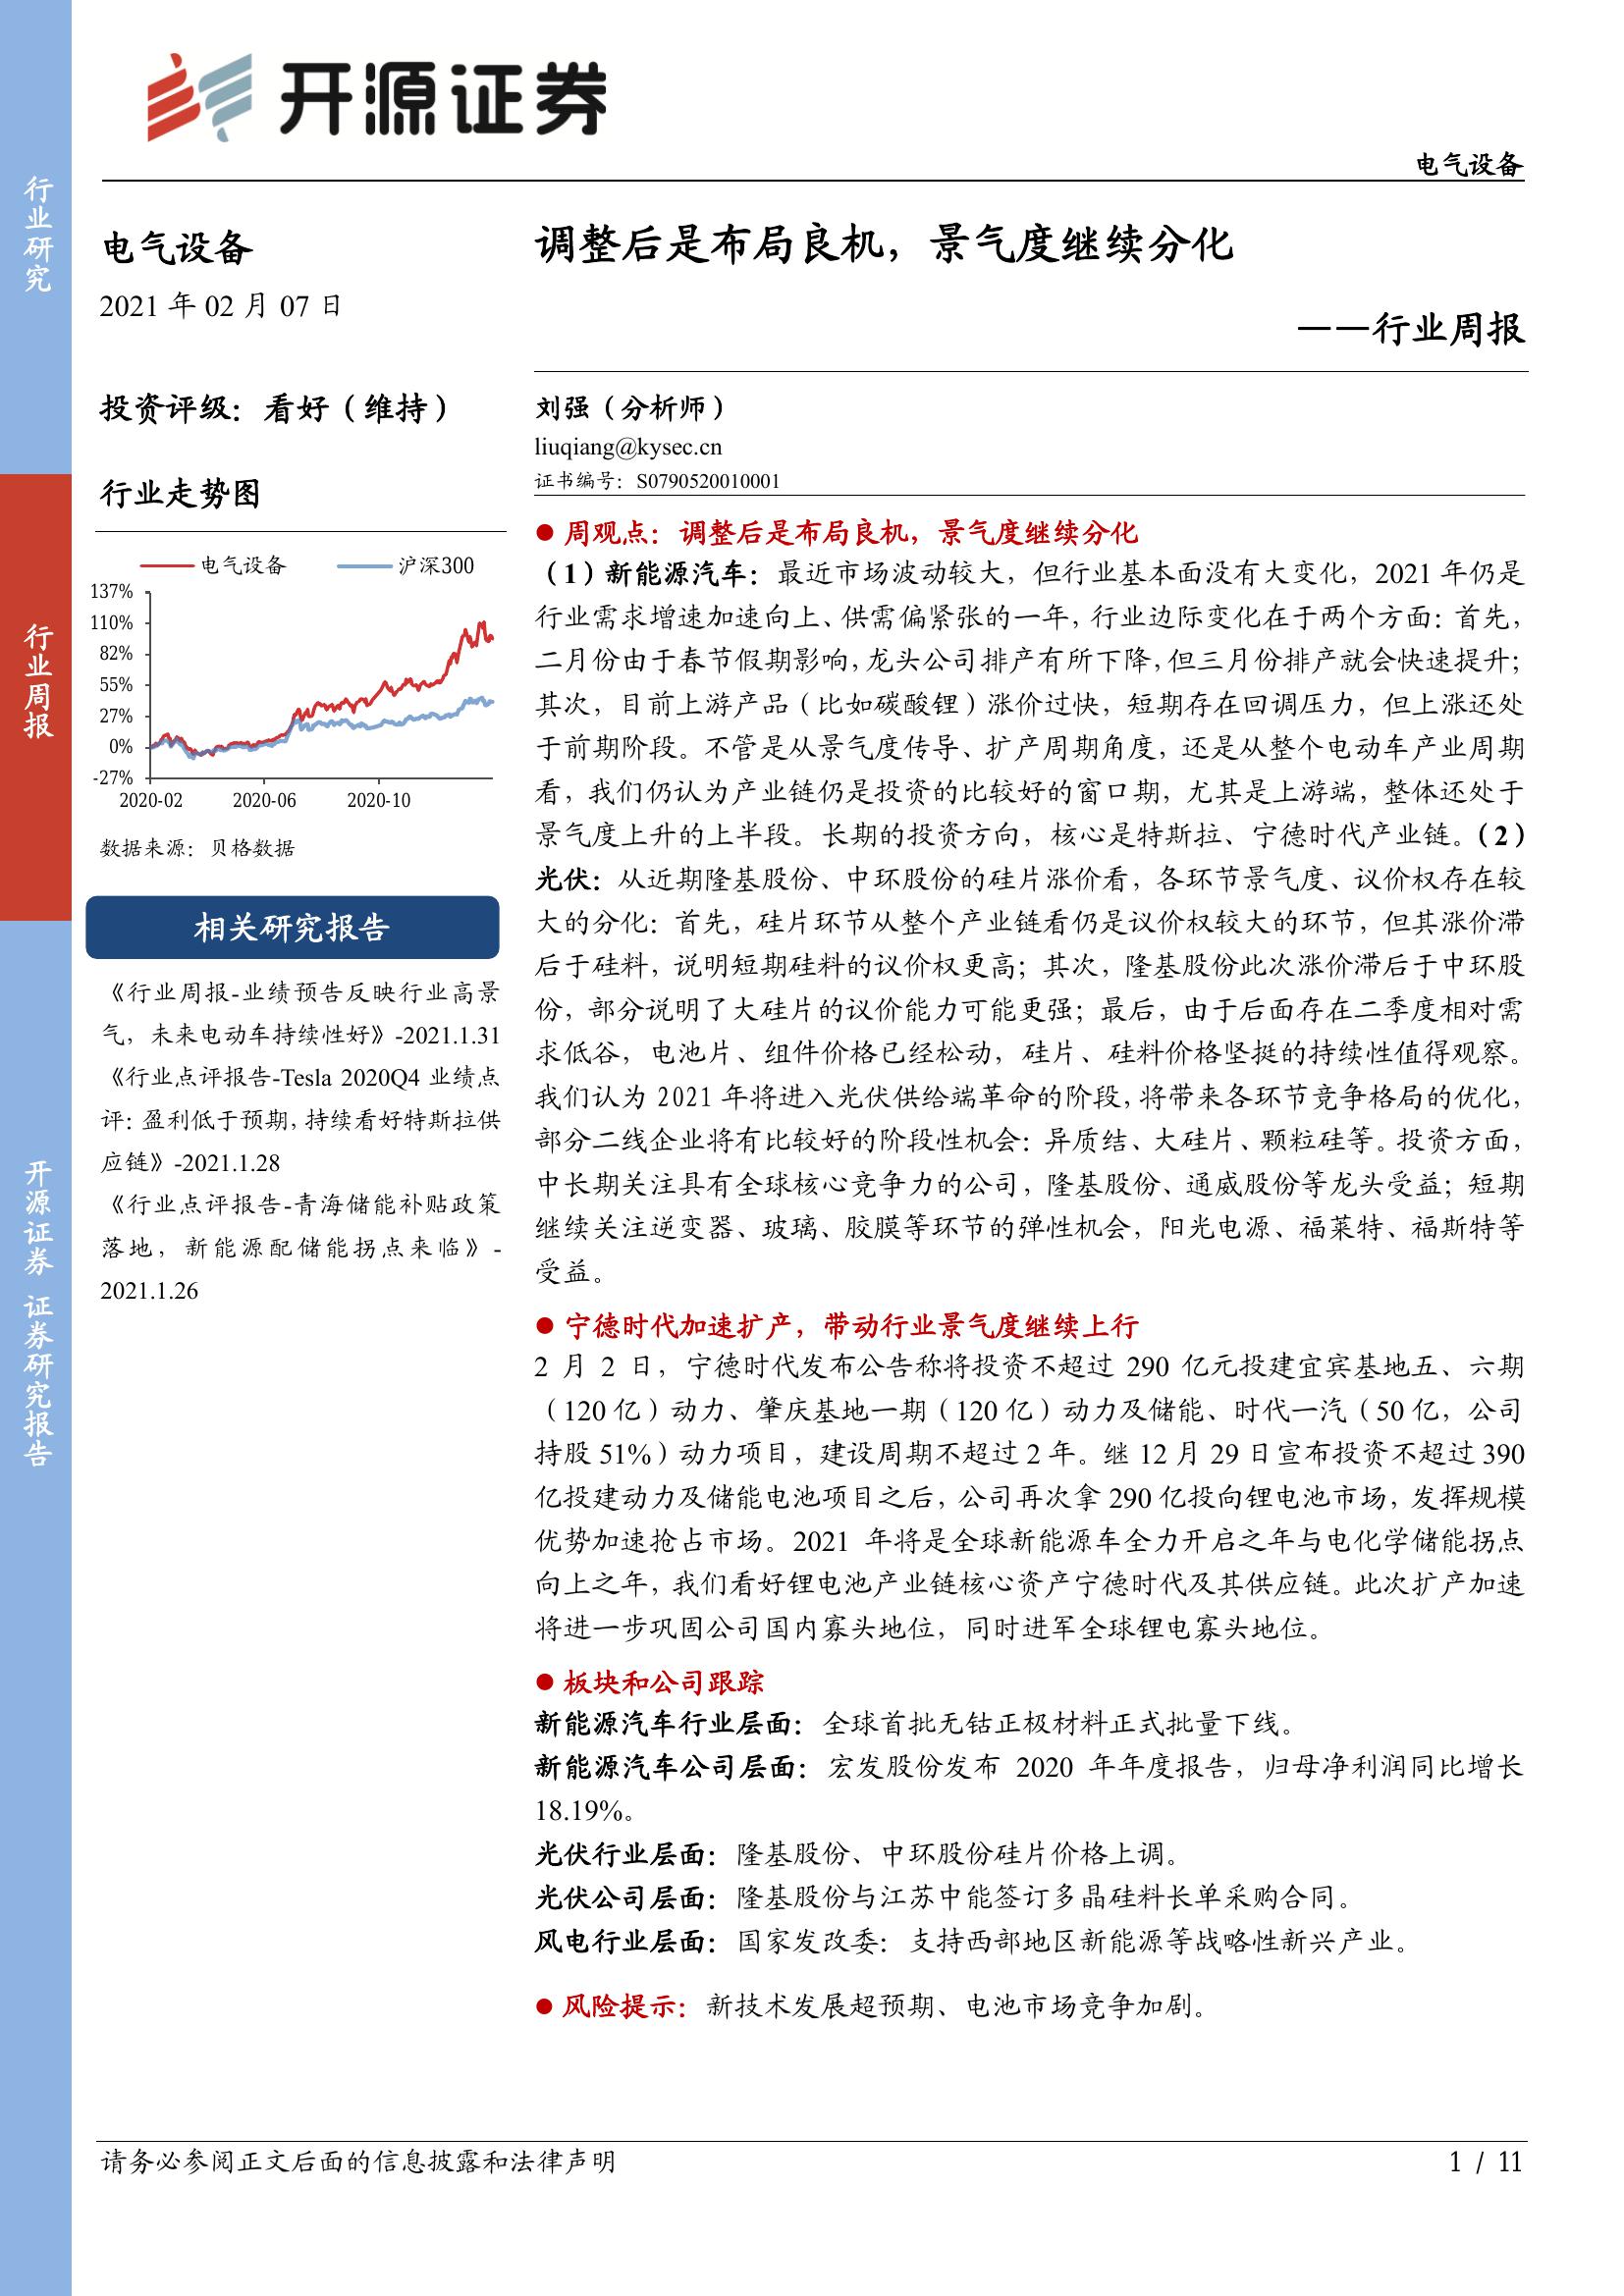 开源证券
电气设备
行业研究
行业周报
开源证券 证券研究报告
电气设备
2021 年 02 月 07 日
投资评级：看好（维持）
行业走势图
电气设备 沪深300
137%
110%
82%
55%
27%
0%
-27%
2020-02 2020-06 2020-10
数据来源：贝格数据
相关研究报告
《行业周报-业绩预告反映行业高景
气，未来电动车持续性好》-2021.1.31
《行业点评报告-Tesla 2020Q4 业绩点
评：盈利低于预期，持续看好特斯拉供
应链》-2021.1.28
《行业点评报告-青海储能补贴政策
落地，新能源配储能拐点来临》-
2021.1.26
调整后是布局良机，景气度继续分化
——行业周报
刘强（分析师）
liuqiang@kysec.cn
证书编号：S0790520010001
● 周观点：调整后是布局良机，景气度继续分化
（1）新能源汽车：最近市场波动较大，但行业基本面没有大变化，2021 年仍是
行业需求增速加速向上、供需偏紧张的一年，行业边际变化在于两个方面：首先，
二月份由于春节假期影响，龙头公司排产有所下降，但三月份排产就会快速提升；
其次，目前上游产品（比如碳酸锂）涨价过快，短期存在回调压力，但上涨还处
于前期阶段。不管是从景气度传导、扩产周期角度，还是从整个电动车产业周期
看，我们仍认为产业链仍是投资的比较好的窗口期，尤其是上游端，整体还处于
景气度上升的上半段。长期的投资方向，核心是特斯拉、宁德时代产业链。（2）
光伏：从近期隆基股份、中环股份的硅片涨价看，各环节景气度、议价权存在较
大的分化：首先，硅片环节从整个产业链看仍是议价权较大的环节，但其涨价滞
后于硅料，说明短期硅料的议价权更高；其次，隆基股份此次涨价滞后于中环股
份，部分说明了大硅片的议价能力可能更强；最后，由于后面存在二季度相对需
求低谷，电池片、组件价格已经松动，硅片、硅料价格坚挺的持续性值得观察。
我们认为 2021 年将进入光伏供给端革命的阶段，将带来各环节竞争格局的优化，
部分二线企业将有比较好的阶段性机会：异质结、大硅片、颗粒硅等。投资方面，
中长期关注具有全球核心竞争力的公司，隆基股份、通威股份等龙头受益；短期
继续关注逆变器、玻璃、胶膜等环节的弹性机会，阳光电源、福莱特、福斯特等
受益。
● 宁德时代加速扩产，带动行业景气度继续上行
2 月 2 日，宁德时代发布公告称将投资不超过 290 亿元投建宜宾基地五、六期
（120 亿）动力、肇庆基地一期（120 亿）动力及储能、时代一汽（50 亿，公司
持股 51%）动力项目，建设周期不超过 2 年。继 12 月 29 日宣布投资不超过 390
亿投建动力及储能电池项目之后，公司再次拿 290 亿投向锂电池市场，发挥规模
优势加速抢占市场。2021 年将是全球新能源车全力开启之年与电化学储能拐点
向上之年，我们看好锂电池产业链核心资产宁德时代及其供应链。此次扩产加速
将进一步巩固公司国内寡头地位，同时进军全球锂电寡头地位。
● 板块和公司跟踪
新能源汽车行业层面：全球首批无钴正极材料正式批量下线。
新能源汽车公司层面：宏发股份发布 2020 年年度报告，归母净利润同比增长
18.19%。
光伏行业层面：隆基股份、中环股份硅片价格上调。
光伏公司层面：隆基股份与江苏中能签订多晶硅料长单采购合同。
风电行业层面：国家发改委：支持西部地区新能源等战略性新兴产业。
● 风险提示：新技术发展超预期、电池市场竞争加剧。
请务必参阅正文后面的信息披露和法律声明
1 / 11